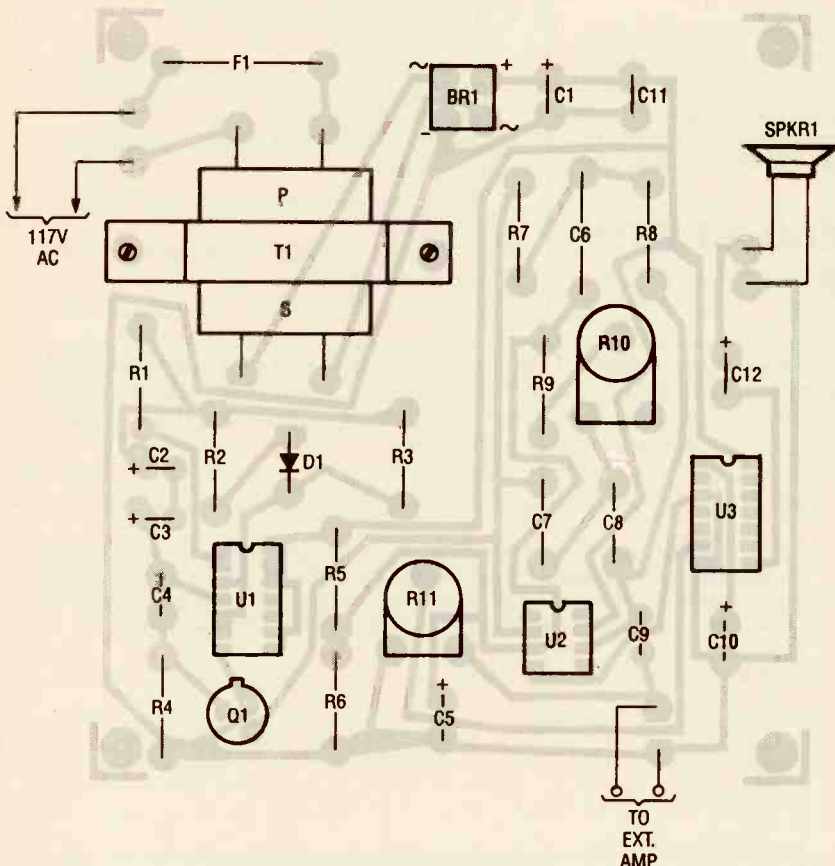 F1
~
+
+
BR1
C1
C11
-
~
SPKR1
117V
AC
P
T1
S
R7
C6
R8
R1
R10
R9
+
C12
+
C2
R2
D1
R3
+
C3
C7
C8
U3
C4
U1
R5
R11
U2
C9
+
C10
R4
Q1
R6
+
C5
TO
EXT.
AMP